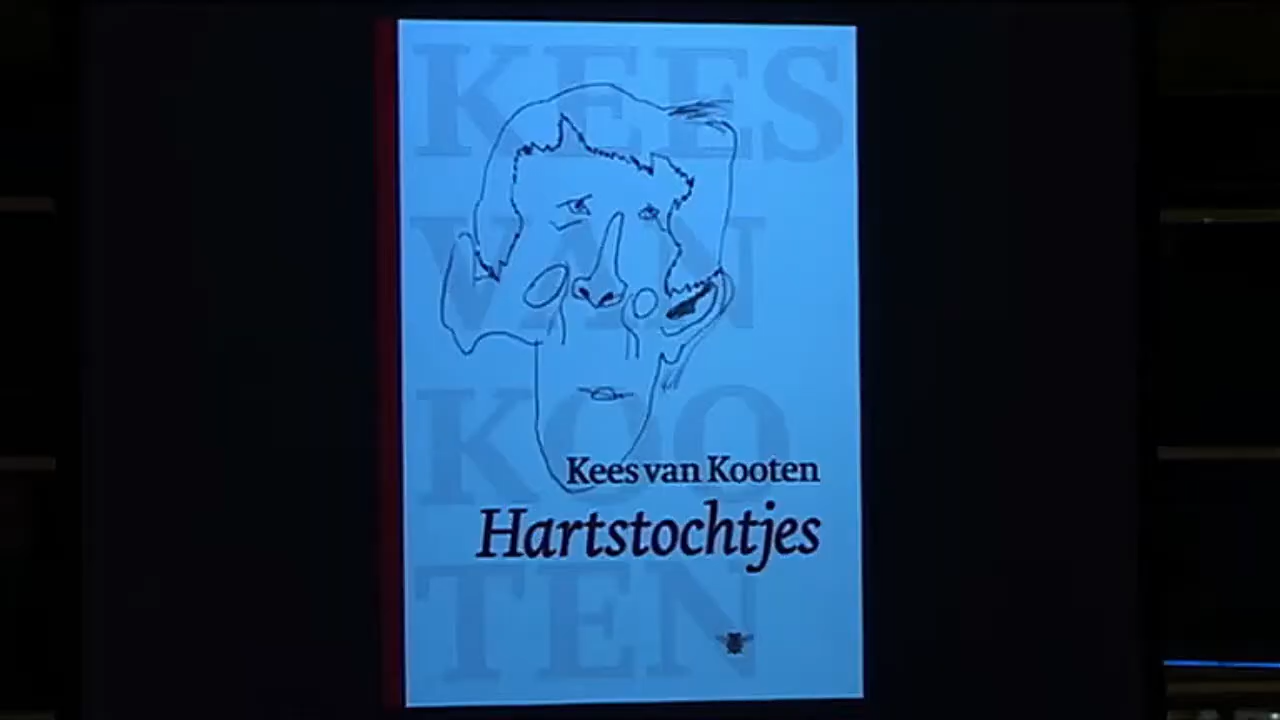 KEES
VAN
KOO
TEN
Kees van Kooten
Hartstochtjes